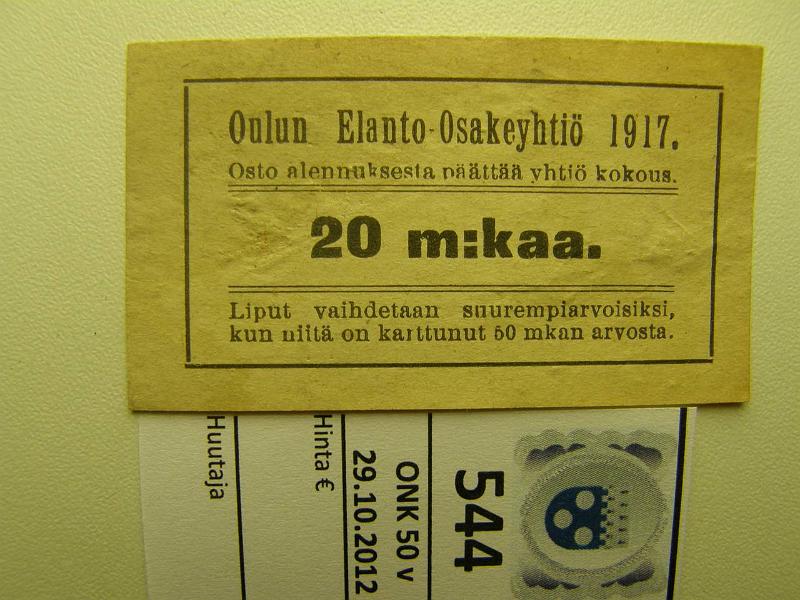 Oulun Elanto-Osakeyhtiö 1917.
Osto alennuksesta päättää yhtiö kokous.
20 m:kaa.
Liput vaihdetaan suurempiarvoisiksi,
kun niitä on karttunut 50 mkan arvosta.
544
ONK 50 v
29.10.2012
Hinta €
Huutaja